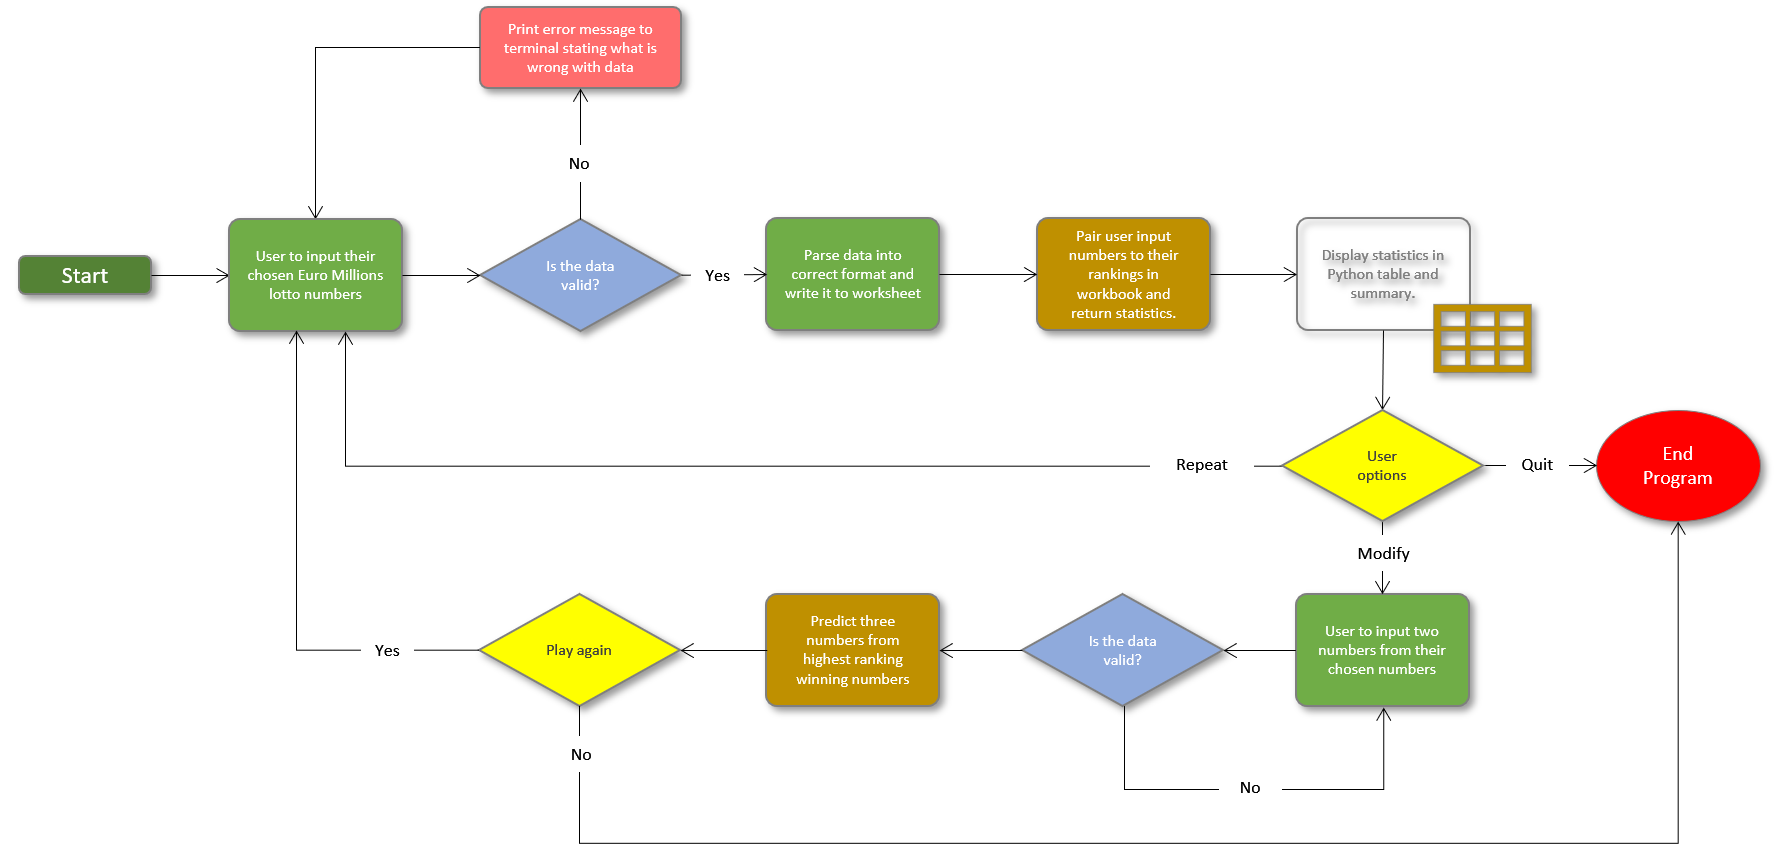 Print error message to
terminal stating what is
wrong with data
No
Start
User to input their
chosen Euro Millions
lotto numbers
Is the data
valid?
Yes
Parse data into
correct format and
write it to worksheet
Pair user input
numbers to their
rankings in
workbook and
return statistics.
Display statistics in
Python table and
summary.
Repeat
User
options
Quit
End
Program
Modify
Yes
Play again
Predict three
numbers from
highest ranking
winning numbers
Is the data
valid?
User to input two
numbers from their
chosen numbers
No
No